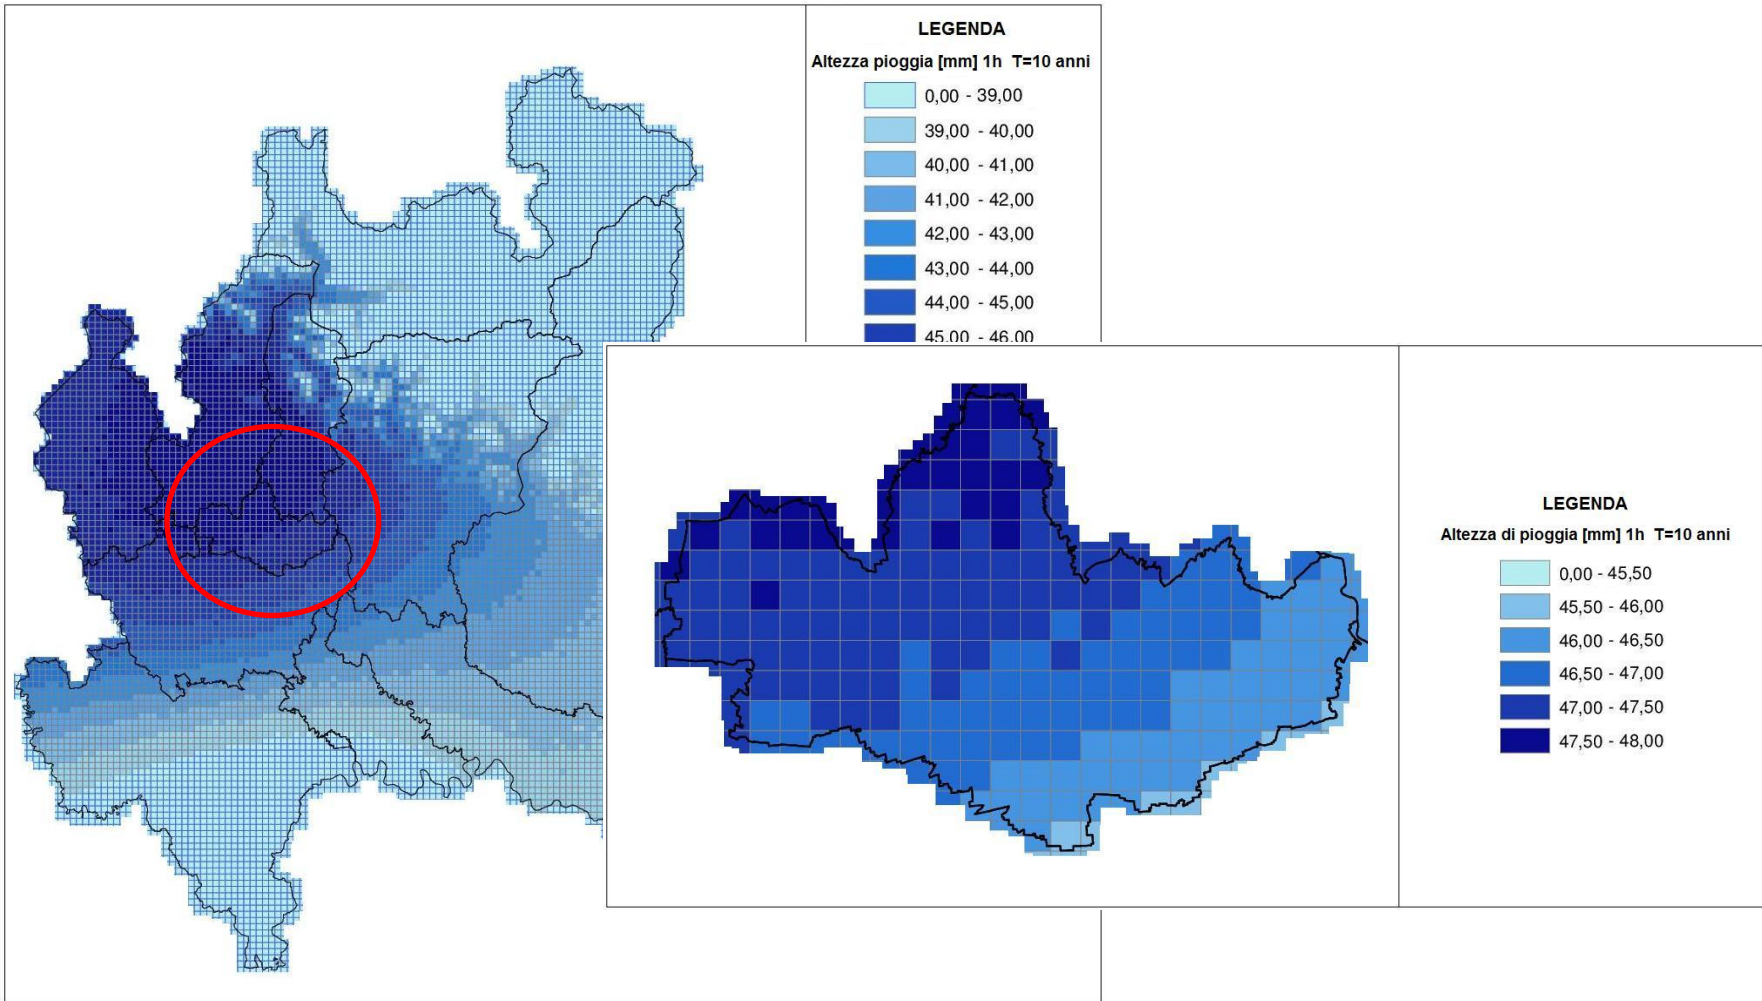 LEGENDA
Altezza pioggia [mm] 1h T=10 anni
0,00 - 39,00
39,00 - 40,00
40,00 - 41,00
41,00 - 42,00
42,00 - 43,00
43,00 - 44,00
44,00 - 45,00
45,00 - 46,00
LEGENDA
Altezza di pioggia [mm] 1h T=10 anni
0,00 - 45,50
45,50 - 46,00
46,00 - 46,50
46,50 - 47,00
47,00 - 47,50
47,50 - 48,00